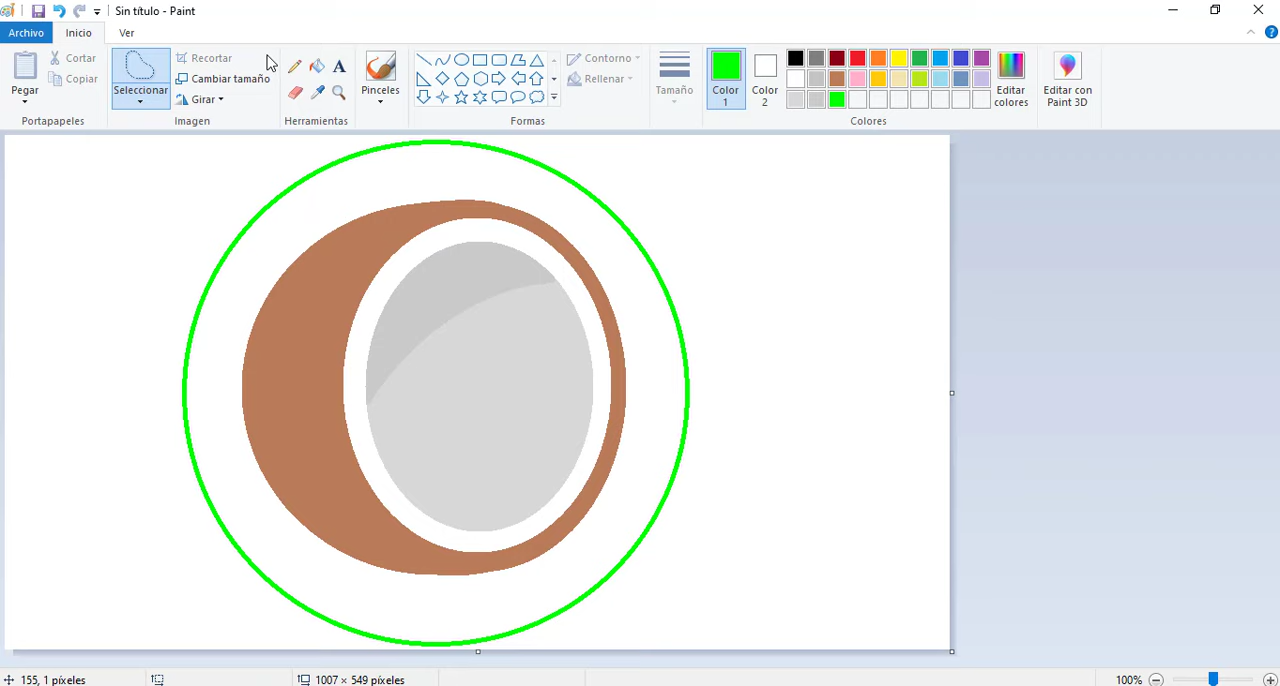 Sin título - Paint
Archivo Inicio Ver
Pegar
Cortar
Copiar
Portapapeles
Seleccionar
Recortar
Cambiar tamaño
Girar
Imagen
A
Herramientas
Pinceles
Formas
Contorno
Rellenar
Tamaño
Color
1
Color
2
Colores
Editar
colores
Editar con
Paint 3D
155, 1 píxeles
1007 × 549 píxeles
100%